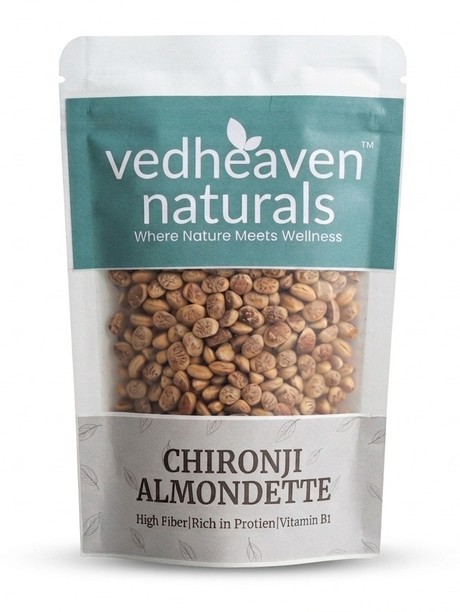 vedheaven™
naturals
Where Nature Meets Wellness
CHIRONJI
ALMONDETTE
High Fiber|Rich in Protien|Vitamin B1